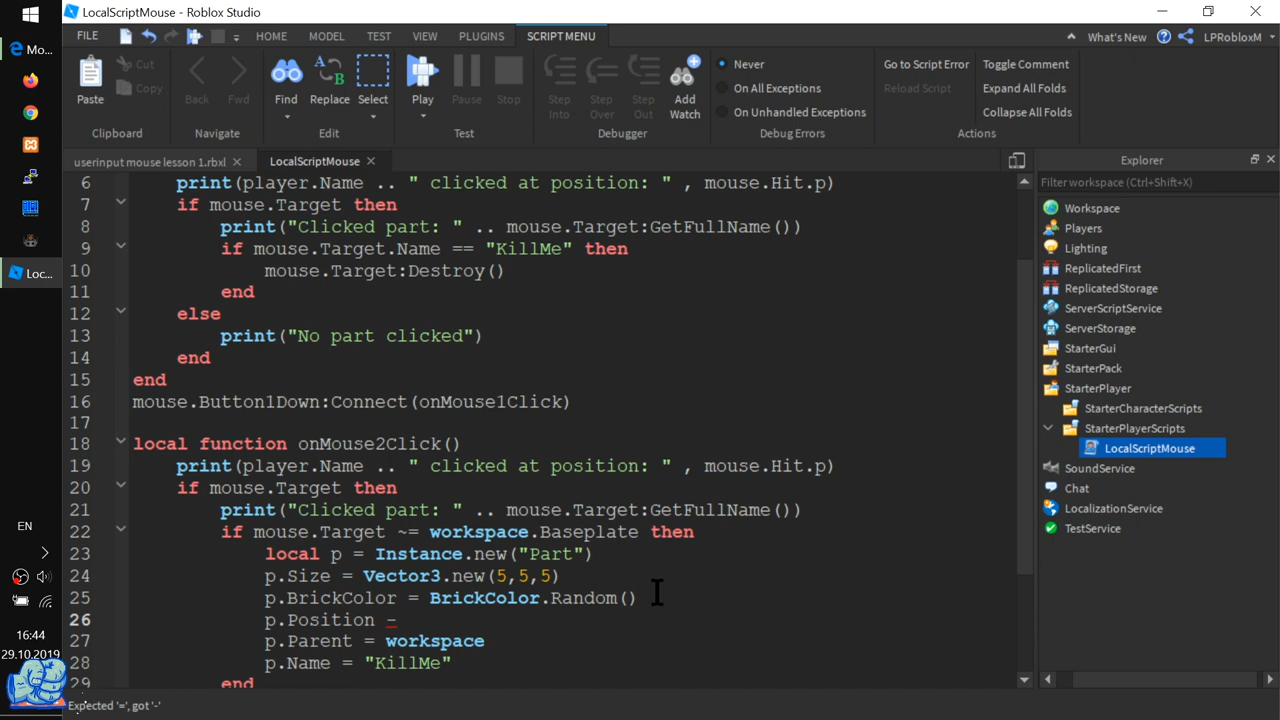 LocalScriptMouse - Roblox Studio
FILE HOME MODEL TEST VIEW PLUGINS SCRIPT MENU What's New LPRobloxM
Mo...
Paste Cut Copy
Back Fwd
Find Replace Select
Play Pause Stop
Step Into Step Over Step Out Add Watch
Never
On All Exceptions
On Unhandled Exceptions
Go to Script Error Toggle Comment
Reload Script Expand All Folds
Collapse All Folds
Clipboard Navigate Edit Test Debugger Debug Errors Actions
userinput mouse lesson 1.rbxl LocalScriptMouse
6 print(player.Name .. " clicked at position: " , mouse.Hit.p)
7 if mouse.Target then
8 print("Clicked part: " .. mouse.Target:GetFullName())
9 if mouse.Target.Name == "KillMe" then
10 mouse.Target:Destroy()
11 end
12 else
13 print("No part clicked")
14 end
15 end
16 mouse.Button1Down:Connect(onMouse1Click)
17
18 local function onMouse2Click()
19 print(player.Name .. " clicked at position: " , mouse.Hit.p)
20 if mouse.Target then
21 print("Clicked part: " .. mouse.Target:GetFullName())
22 if mouse.Target ~= workspace.Baseplate then
23 local p = Instance.new("Part")
24 p.Size = Vector3.new(5,5,5)
25 p.BrickColor = BrickColor.Random()
26 p.Position -
27 p.Parent = workspace
28 p.Name = "KillMe"
29 end
Expected '=', got '-'
Explorer
Filter workspace (Ctrl+Shift+X)
Workspace
Players
Lighting
ReplicatedFirst
ReplicatedStorage
ServerScriptService
ServerStorage
StarterGui
StarterPack
StarterPlayer
StarterCharacterScripts
StarterPlayerScripts
LocalScriptMouse
SoundService
Chat
LocalizationService
TestService
Loc...
EN
16:44
29.10.2019